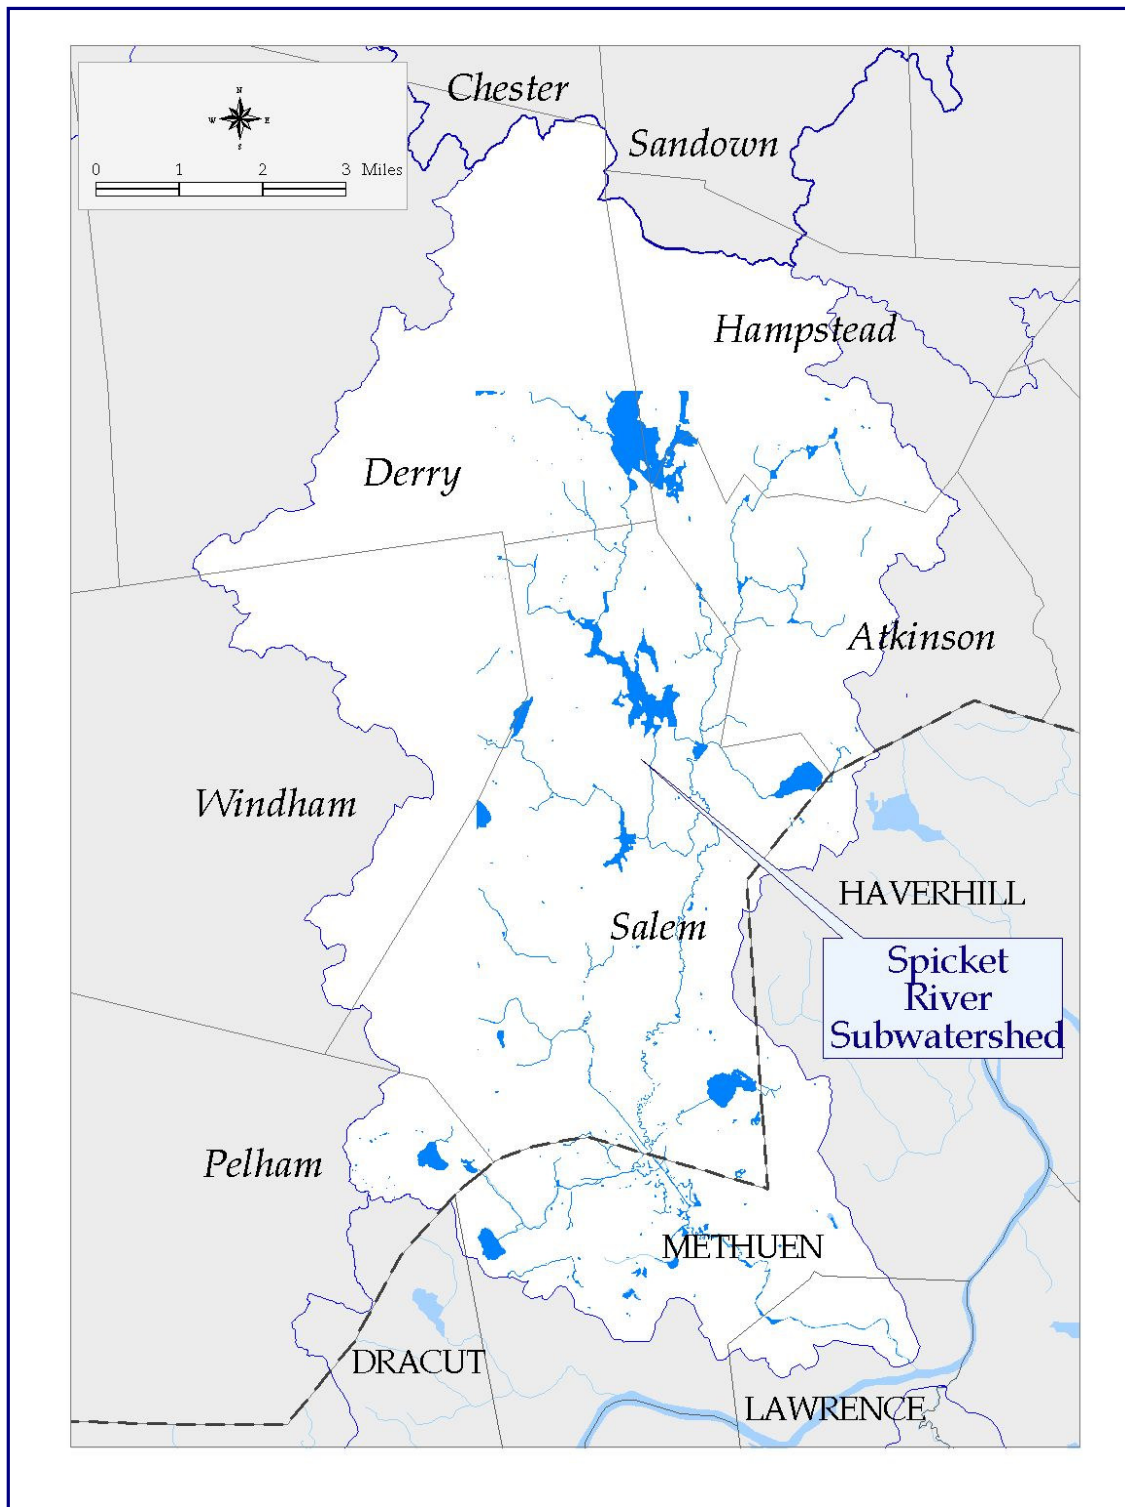 Chester
N
W E
S
Sandown
0 1 2 3 Miles
Hampstead
Derry
Atkinson
Windham
HAVERHILL
Salem
Spicket
River
Subwatershed
Pelham
METHUEN
DRACUT
LAWRENCE